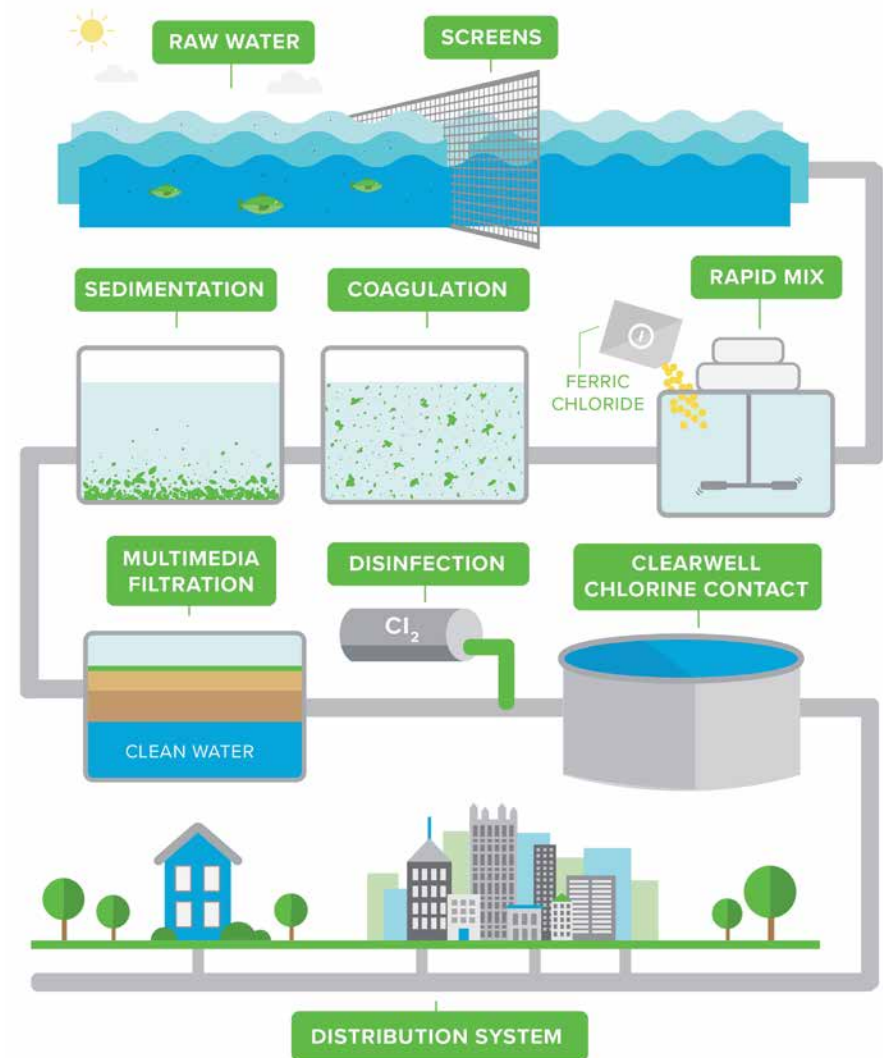 RAW WATER
SCREENS
SEDIMENTATION
COAGULATION
RAPID MIX
FERRIC
CHLORIDE
MULTIMEDIA
FILTRATION
DISINFECTION
CLEARWELL
CHLORINE CONTACT
Cl₂
CLEAN WATER
DISTRIBUTION SYSTEM